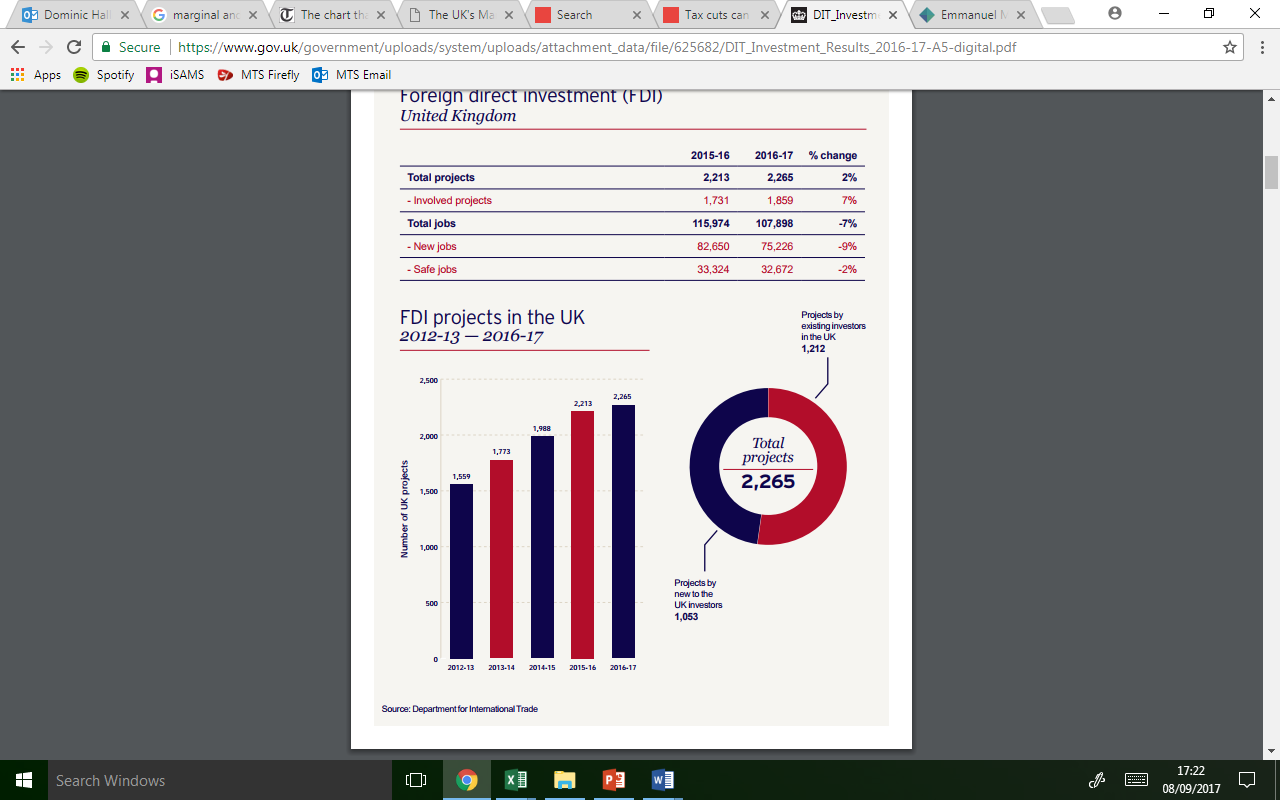 Dominic Hal
marginal and
The chart tha
The UK's Ma
Search
Tax cuts can
DIT_Investm
Emmanuel M
Secure
https://www.gov.uk/government/uploads/system/uploads/attachment_data/file/625682/DIT_Investment_Results_2016-17-A5-digital.pdf
Apps Spotify iSAMS MTS Firefly MTS Email
Foreign direct investment (FDI)
United Kingdom
2015-16 2016-17 % change
Total projects 2,213 2,265 2%
- Involved projects 1,731 1,859 7%
Total jobs 115,974 107,898 -7%
- New jobs 82,650 75,226 -9%
- Safe jobs 33,324 32,672 -2%
FDI projects in the UK
2012-13 — 2016-17
Number of UK projects
2,500
2,000
1,500
1,000
500
0
1,559
1,773
1,988
2,213
2,265
2012-13 2013-14 2014-15 2015-16 2016-17
Projects by
existing investors
in the UK
1,212
Total
projects
2,265
Projects by
new to the
UK investors
1,053
Source: Department for International Trade
Search Windows
17:22
08/09/2017